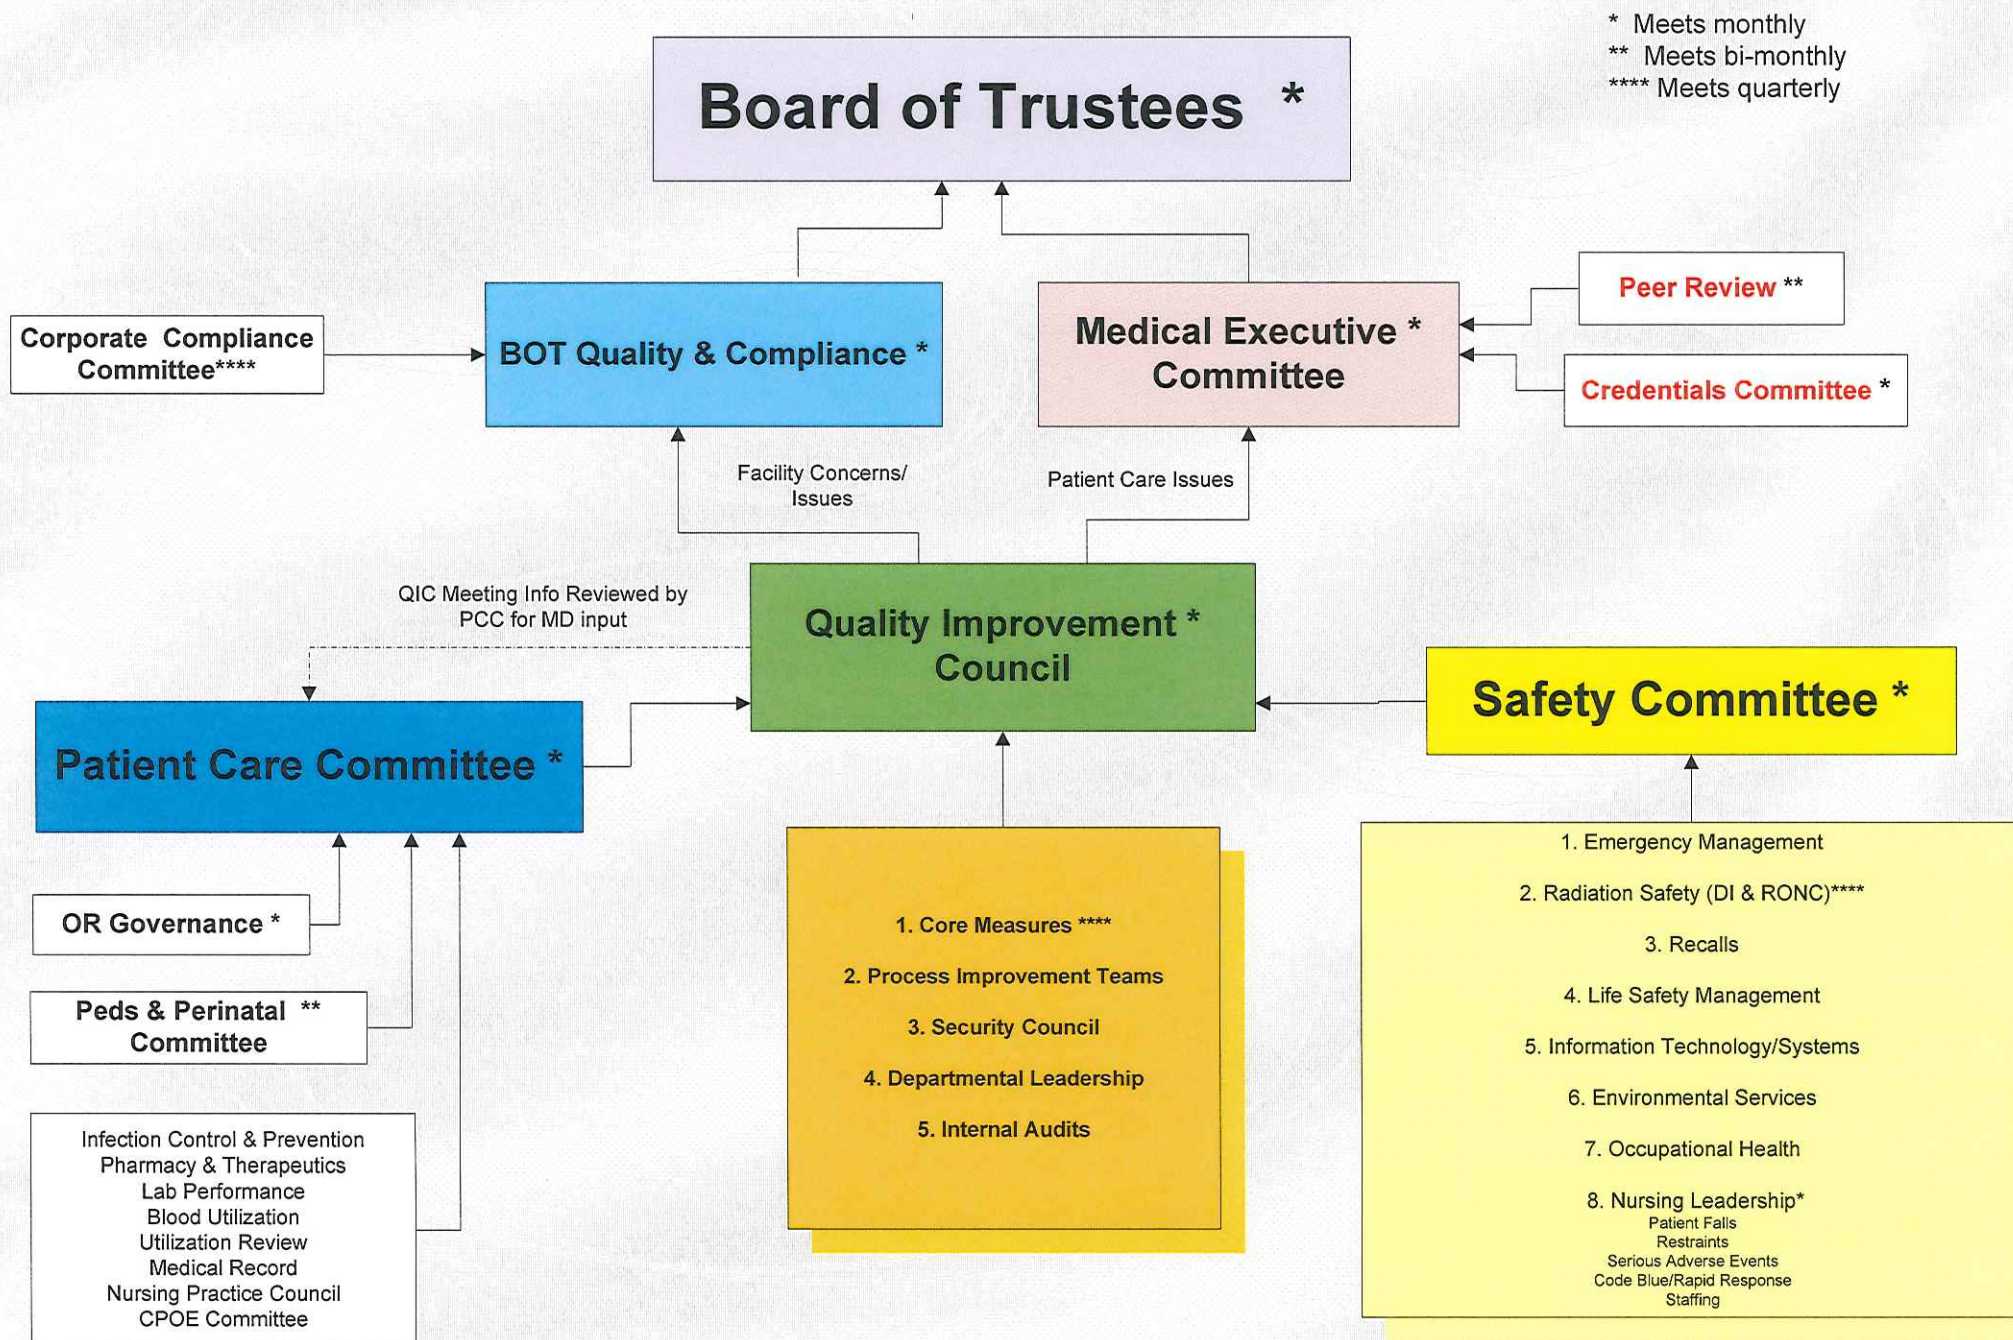 * Meets monthly
** Meets bi-monthly
**** Meets quarterly
Board of Trustees *
Corporate Compliance
Committee****
BOT Quality & Compliance *
Medical Executive *
Committee
Peer Review **
Credentials Committee *
Facility Concerns/
Issues
Patient Care Issues
QIC Meeting Info Reviewed by
PCC for MD input
Quality Improvement *
Council
Safety Committee *
Patient Care Committee *
OR Governance *
Peds & Perinatal **
Committee
Infection Control & Prevention
Pharmacy & Therapeutics
Lab Performance
Blood Utilization
Utilization Review
Medical Record
Nursing Practice Council
CPOE Committee
1. Core Measures ****
2. Process Improvement Teams
3. Security Council
4. Departmental Leadership
5. Internal Audits
1. Emergency Management
2. Radiation Safety (DI & RONC)****
3. Recalls
4. Life Safety Management
5. Information Technology/Systems
6. Environmental Services
7. Occupational Health
8. Nursing Leadership*
Patient Falls
Restraints
Serious Adverse Events
Code Blue/Rapid Response
Staffing